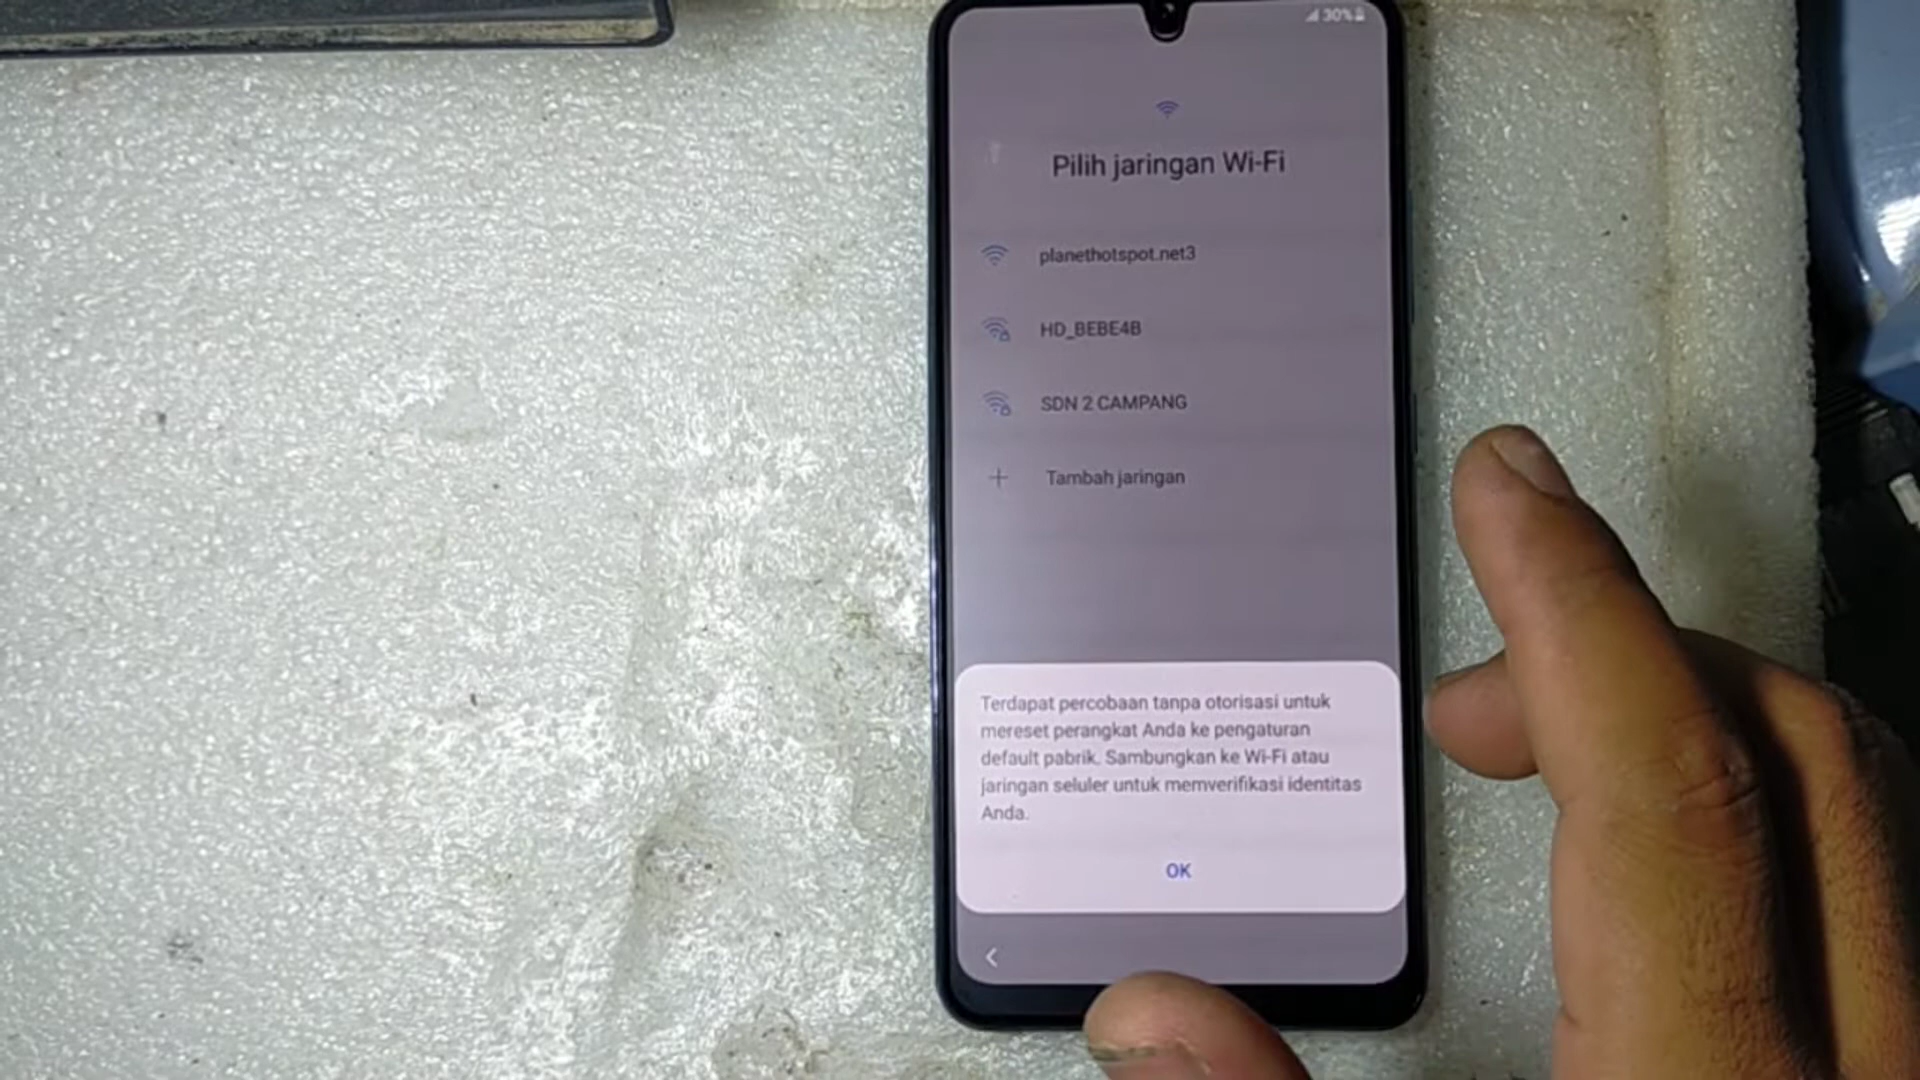 30%
Pilih jaringan Wi-Fi
planethotspot.net3
HD_BEBE4B
SDN 2 CAMPANG
Tambah jaringan
Terdapat percobaan tanpa otorisasi untuk
mereset perangkat Anda ke pengaturan
default pabrik. Sambungkan ke Wi-Fi atau
jaringan seluler untuk memverifikasi identitas
Anda.
OK